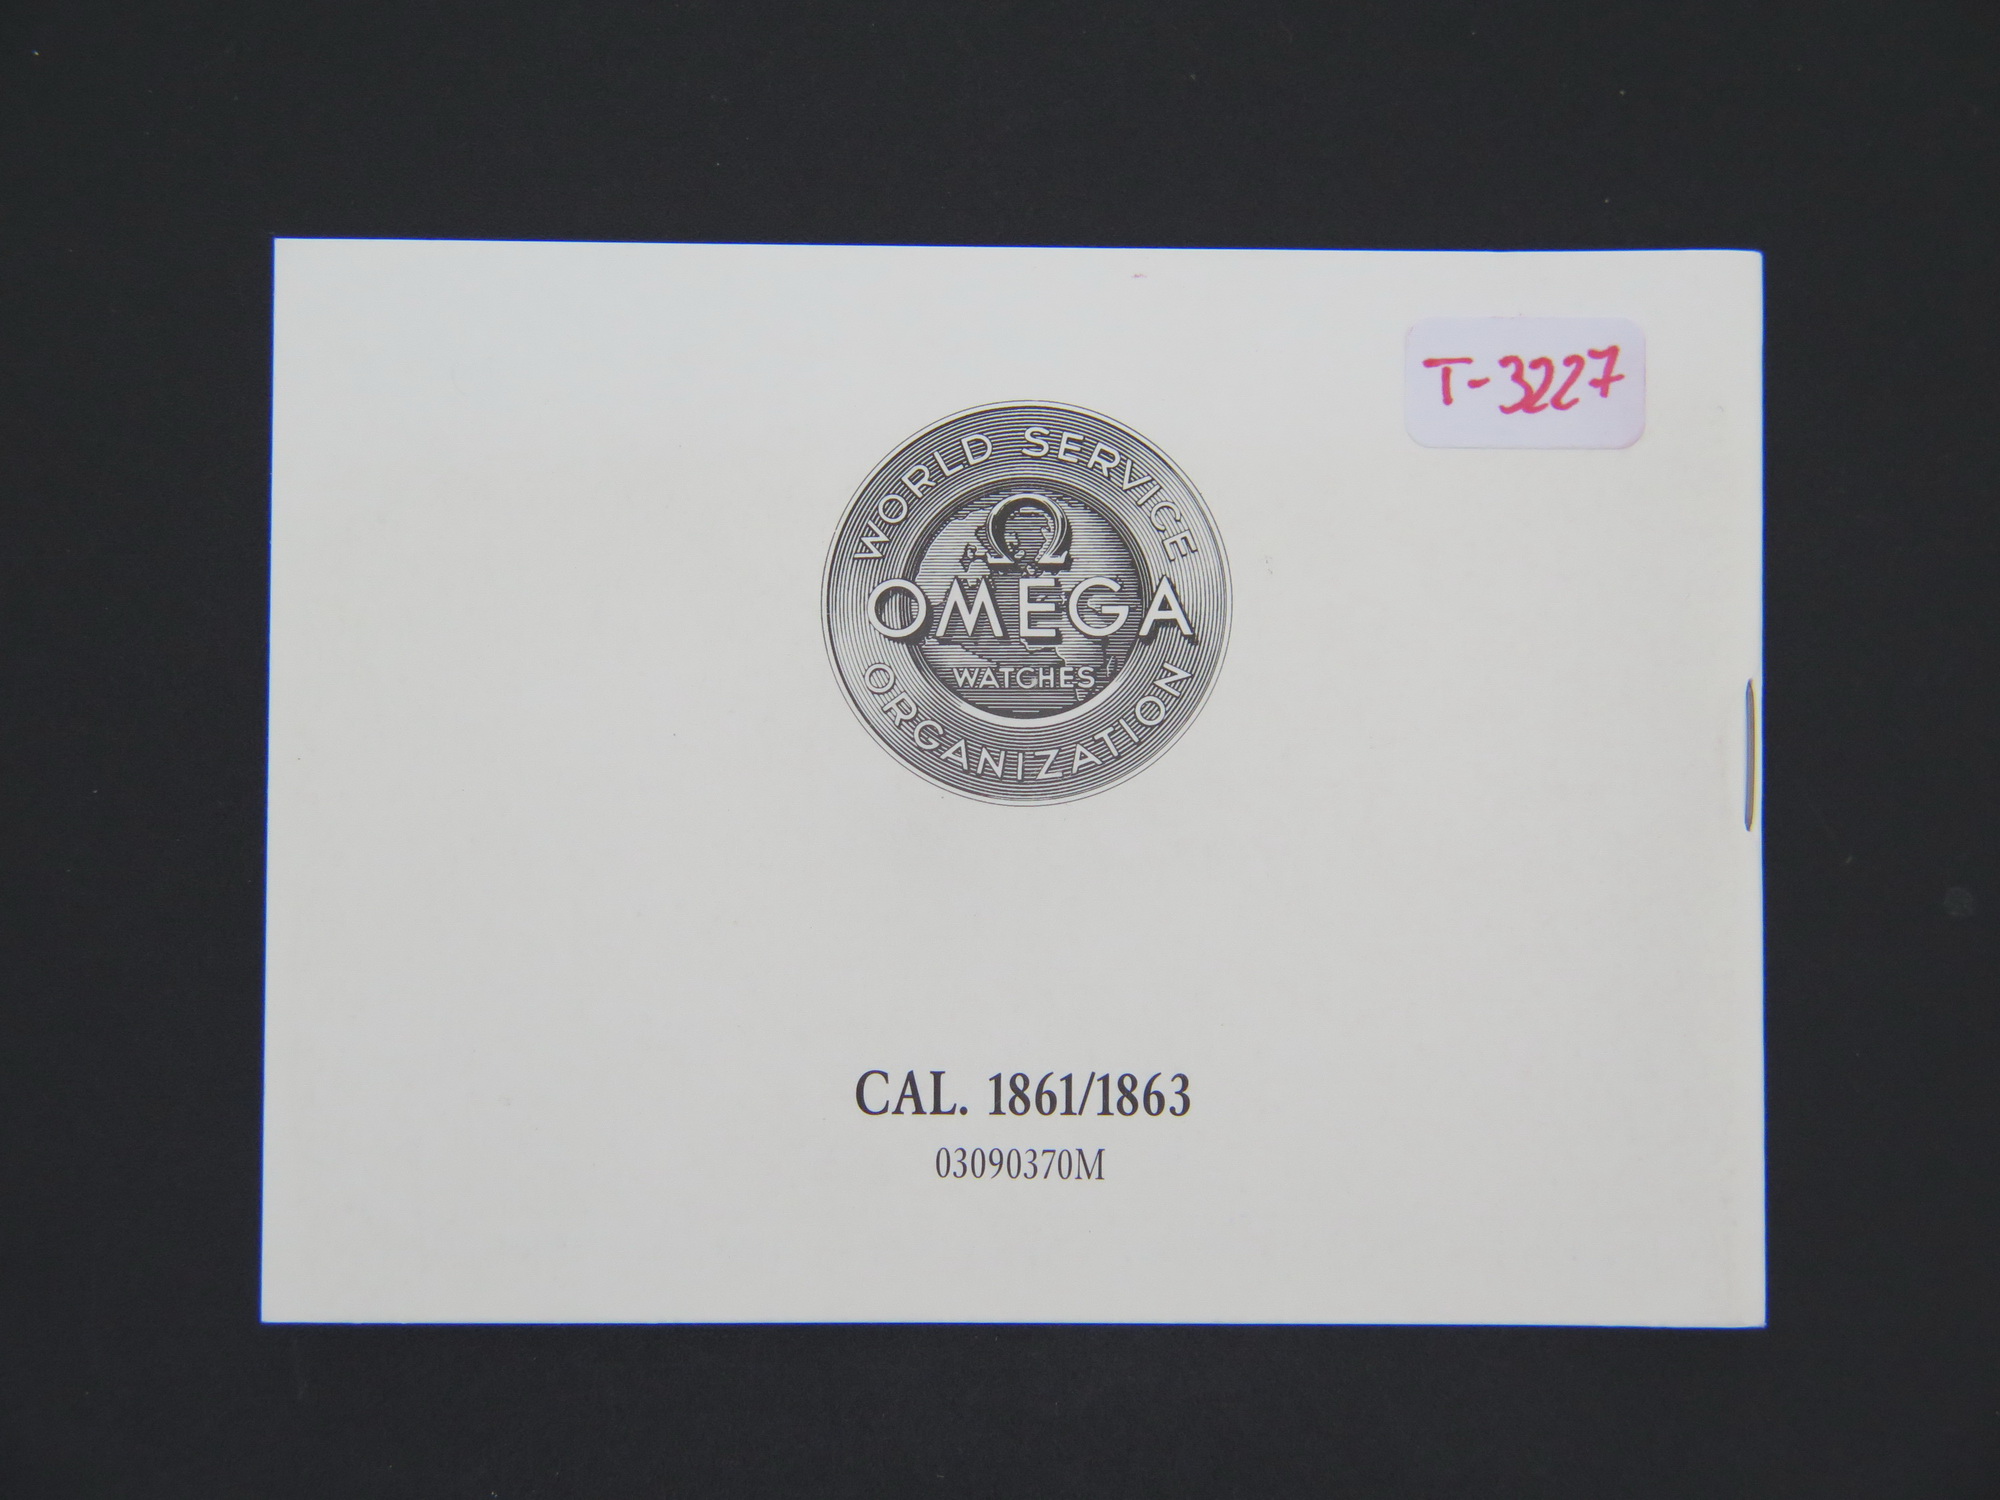 T-3227
WORLD SERVICE
Ω
OMEGA
WATCHES
ORGANIZATION
CAL. 1861/1863
03090370M